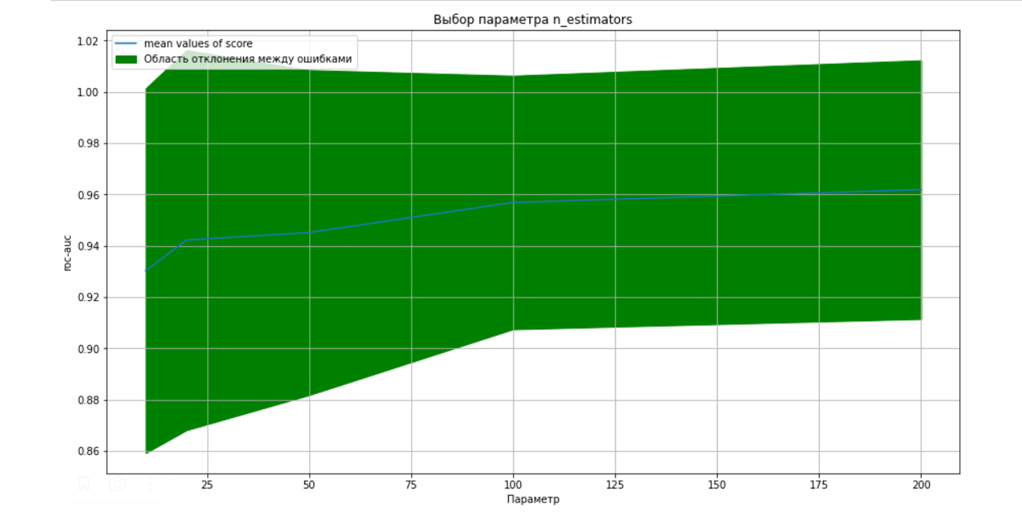 Выбор параметра n_estimators
mean values of score
Область отклонения между ошибками
1.02
1.00
0.98
0.96
0.94
0.92
0.90
0.88
0.86
roc-auc
25 50 75 100 125 150 175 200
Параметр